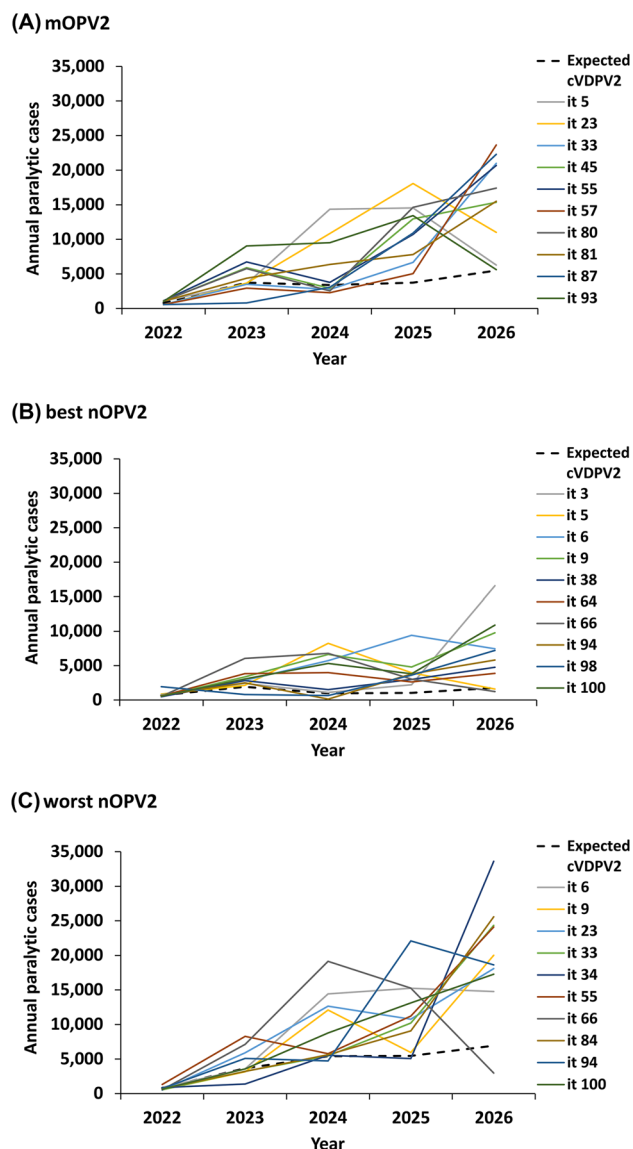 (A) mOPV2
35,000
30,000
25,000
20,000
15,000
10,000
5,000
0
Annual paralytic cases
2022 2023 2024 2025 2026
Year
Expected
cVDPV2
it 5
it 23
it 33
it 45
it 55
it 57
it 80
it 81
it 87
it 93
(B) best nOPV2
35,000
30,000
25,000
20,000
15,000
10,000
5,000
0
Annual paralytic cases
2022 2023 2024 2025 2026
Year
Expected
cVDPV2
it 3
it 5
it 6
it 9
it 38
it 64
it 66
it 94
it 98
it 100
(C) worst nOPV2
35,000
30,000
25,000
20,000
15,000
10,000
5,000
0
Annual paralytic cases
2022 2023 2024 2025 2026
Year
Expected
cVDPV2
it 6
it 9
it 23
it 33
it 34
it 55
it 66
it 84
it 94
it 100